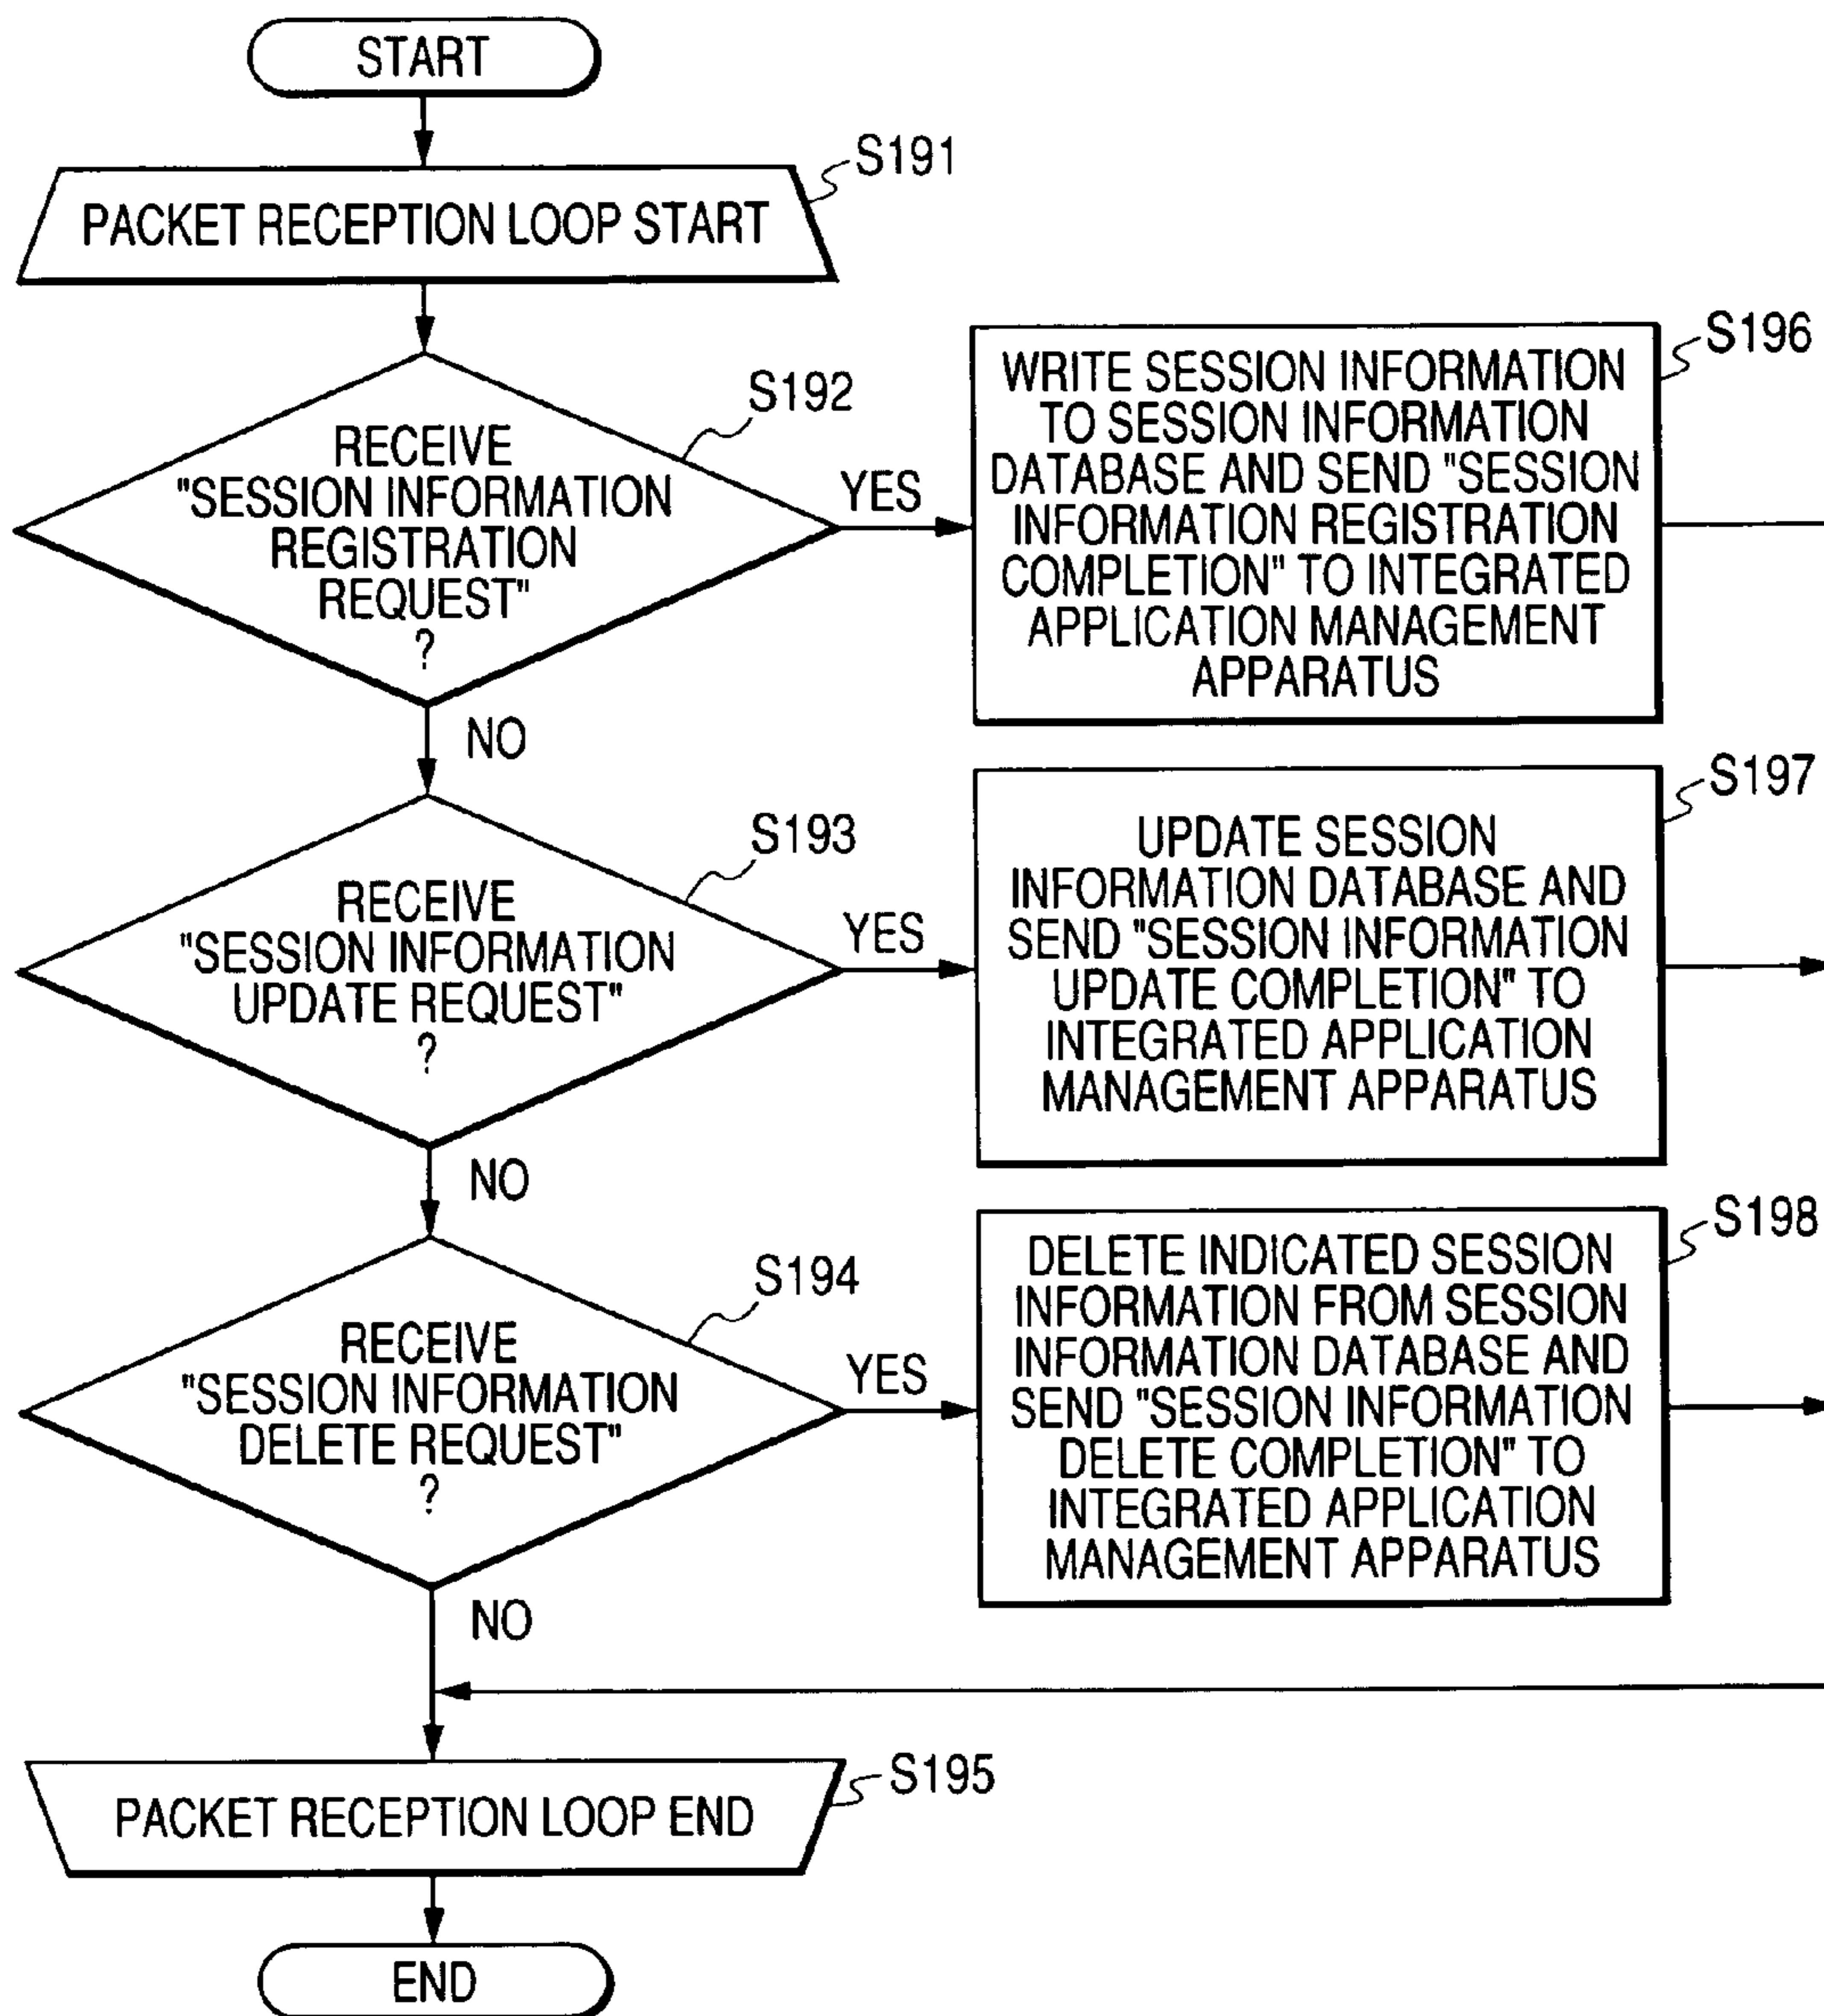 START
S191
PACKET RECEPTION LOOP START
S192
RECEIVE
"SESSION INFORMATION
REGISTRATION
REQUEST"
?
YES
NO
S196
WRITE SESSION INFORMATION
TO SESSION INFORMATION
DATABASE AND SEND "SESSION
INFORMATION REGISTRATION
COMPLETION" TO INTEGRATED
APPLICATION MANAGEMENT
APPARATUS
S193
RECEIVE
"SESSION INFORMATION
UPDATE REQUEST"
?
YES
NO
S197
UPDATE SESSION
INFORMATION DATABASE AND
SEND "SESSION INFORMATION
UPDATE COMPLETION" TO
INTEGRATED APPLICATION
MANAGEMENT APPARATUS
S194
RECEIVE
"SESSION INFORMATION
DELETE REQUEST"
?
YES
NO
S198
DELETE INDICATED SESSION
INFORMATION FROM SESSION
INFORMATION DATABASE AND
SEND "SESSION INFORMATION
DELETE COMPLETION" TO
INTEGRATED APPLICATION
MANAGEMENT APPARATUS
S195
PACKET RECEPTION LOOP END
END